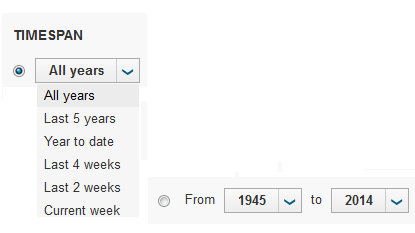 TIMESPAN
All years
All years
Last 5 years
Year to date
Last 4 weeks
Last 2 weeks
Current week
From 1945 to 2014